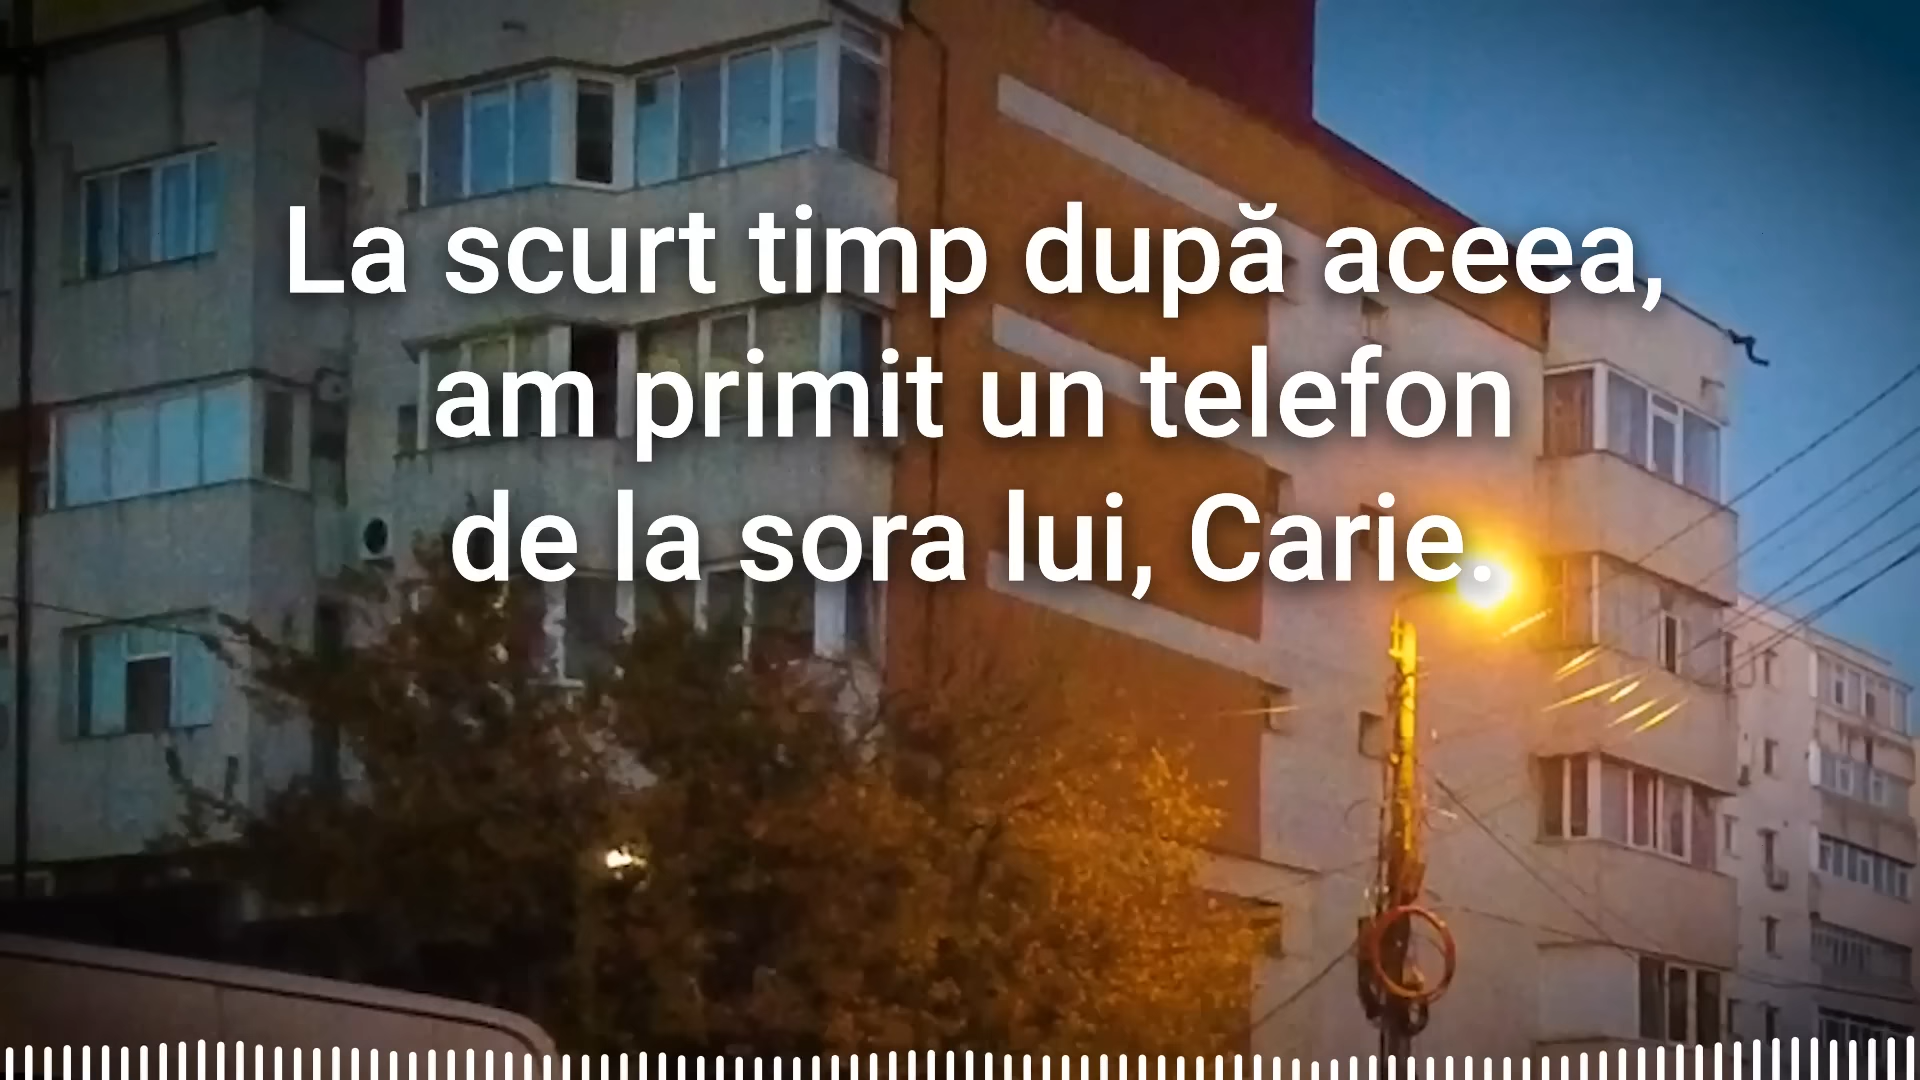 La scurt timp după aceea,
am primit un telefon
de la sora lui, Carie.